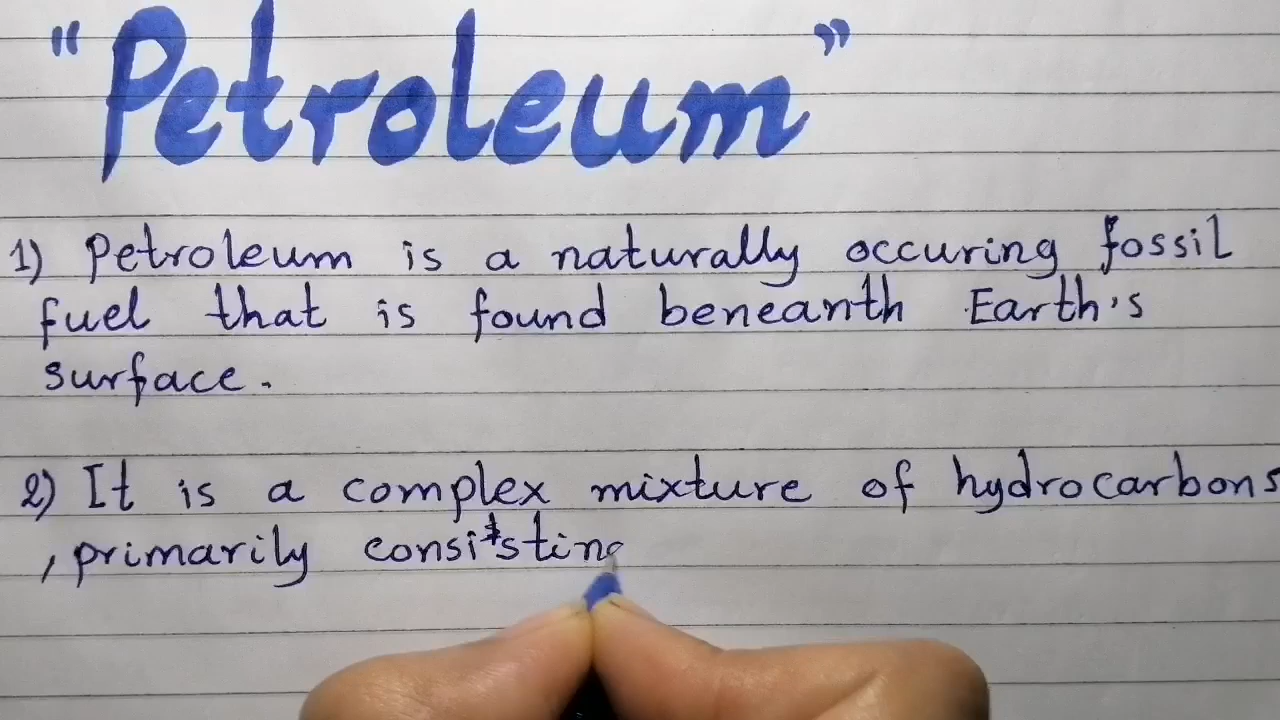 "Petroleum"
1) Petroleum is a naturally occuring fossil
fuel that is found beneanth Earth's
surface.
2) It is a complex mixture of hydrocarbons
, primarily consitsting